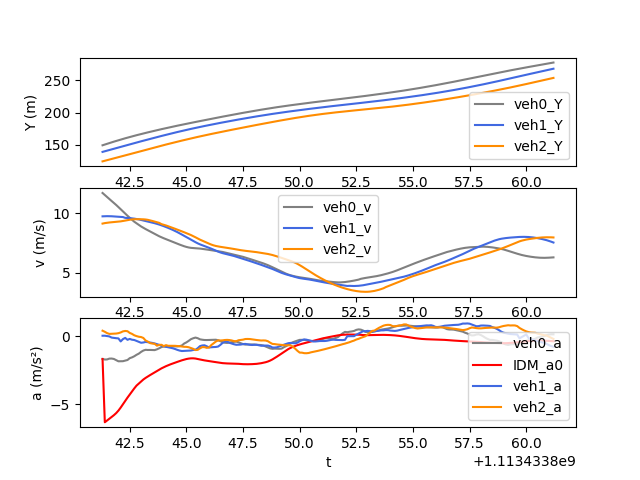 250
200
150
Y (m)
veh0_Y
veh1_Y
veh2_Y
42.5 45.0 47.5 50.0 52.5 55.0 57.5 60.0
10
5
v (m/s)
veh0_v
veh1_v
veh2_v
42.5 45.0 47.5 50.0 52.5 55.0 57.5 60.0
0
−5
a (m/s²)
veh0_a
IDM_a0
veh1_a
veh2_a
42.5 45.0 47.5 50.0 52.5 55.0 57.5 60.0
t
+1.1134338e9